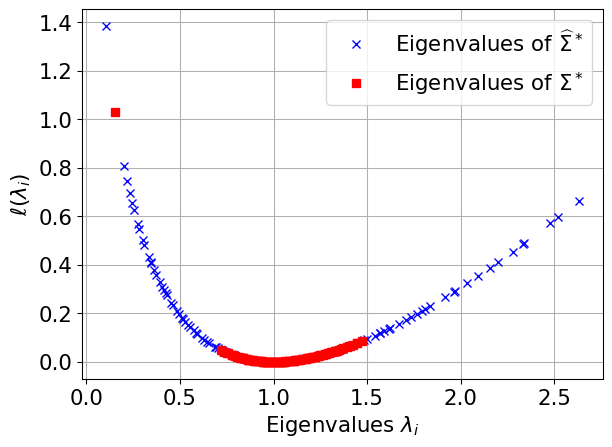 Eigenvalues of Σ̂*
Eigenvalues of Σ*
1.4
1.2
1.0
0.8
0.6
0.4
0.2
0.0
ℓ(λᵢ)
0.0 0.5 1.0 1.5 2.0 2.5
Eigenvalues λᵢ